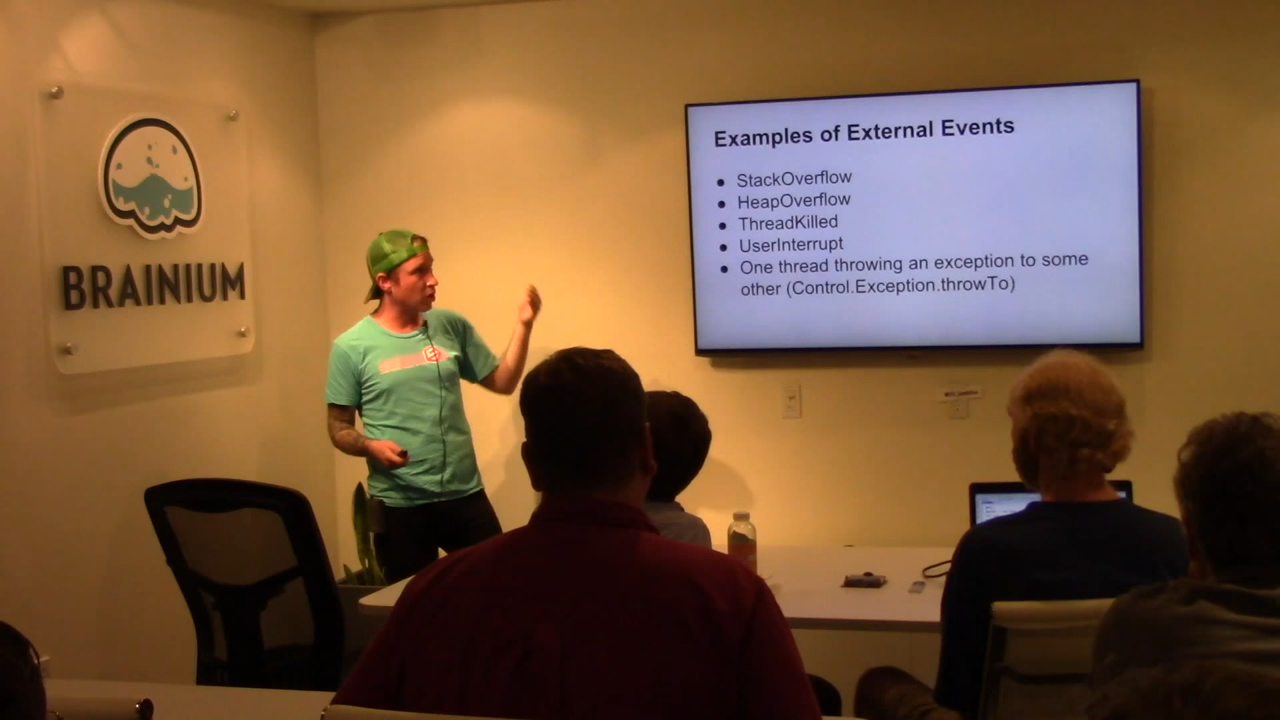 BRAINIUM
Examples of External Events
● StackOverflow
● HeapOverflow
● ThreadKilled
● UserInterrupt
● One thread throwing an exception to some
other (Control.Exception.throwTo)